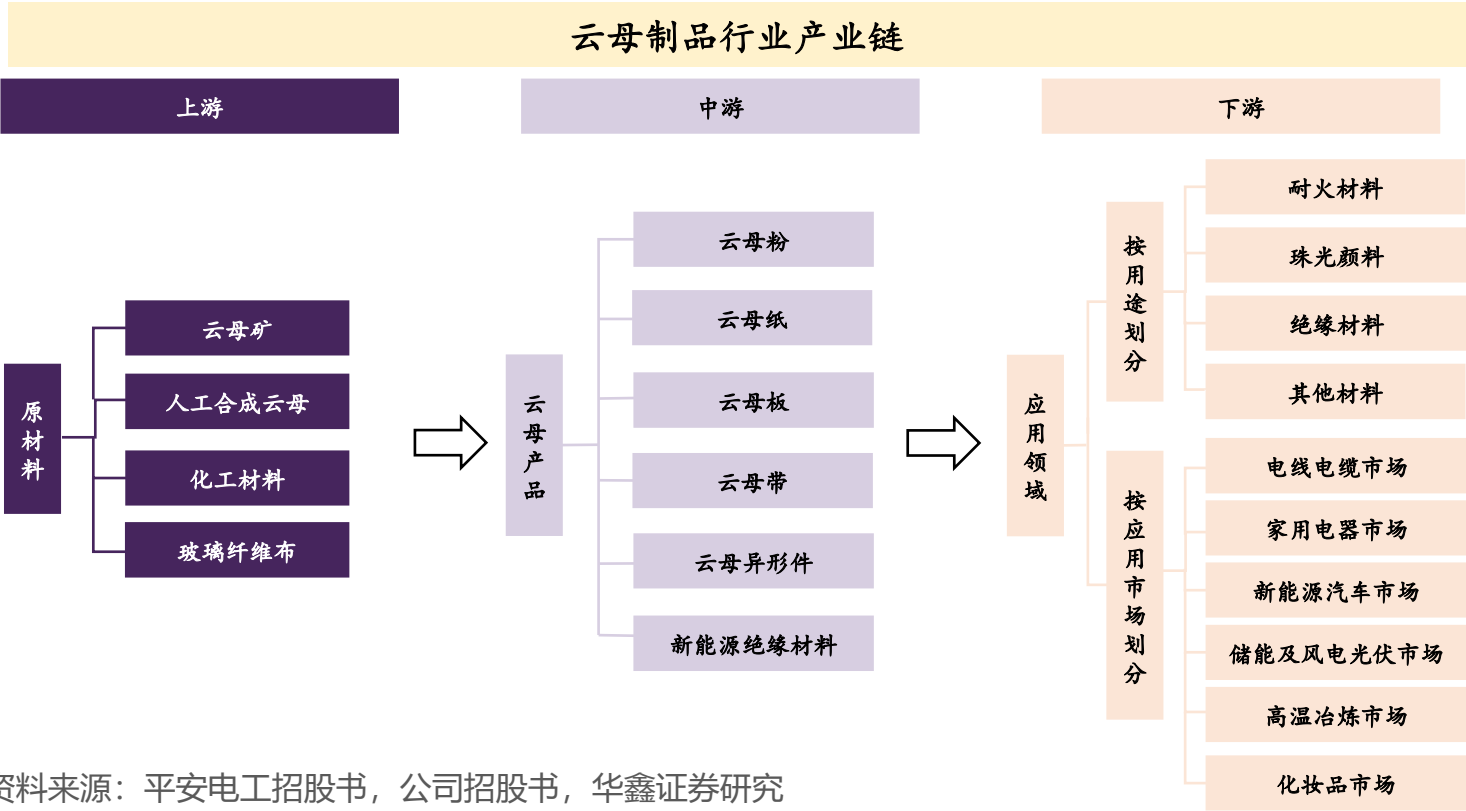 云母制品行业产业链
上游
中游
下游
原材料
云母矿
人工合成云母
化工材料
玻璃纤维布
云母产品
云母粉
云母纸
云母板
云母带
云母异形件
新能源绝缘材料
应用领域
按用途划分
耐火材料
珠光颜料
绝缘材料
其他材料
按应用市场划分
电线电缆市场
家用电器市场
新能源汽车市场
储能及风电光伏市场
高温冶炼市场
化妆品市场
资料来源：平安电工招股书，公司招股书，华鑫证券研究